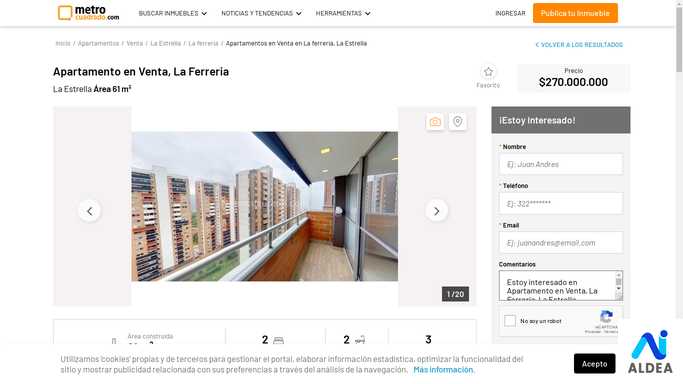 metro
cuadrado.com
BUSCAR INMUEBLES
NOTICIAS Y TENDENCIAS
HERRAMIENTAS
INGRESAR
Publica tu Inmueble
Inicio / Apartamentos / Venta / La Estrella / La ferreria / Apartamentos en Venta en La ferreria, La Estrella
VOLVER A LOS RESULTADOS
Apartamento en Venta, La Ferreria
La Estrella Área 61 m²
Favorito
Precio
$270.000.000
1 / 20
¡Estoy interesado!
* Nombre
Ej: Juan Andres
* Teléfono
Ej: 322*******
* Email
Ej: juanandres@email.com
Comentarios
Estoy interesado en
Apartamento en Venta, La
Ferreria, La Estrella
No soy un robot
reCAPTCHA
Privacidad - Términos
Área construida
2
2
3
Utilizamos 'cookies' propias y de terceros para gestionar el portal, elaborar información estadística, optimizar la funcionalidad del
sitio y mostrar publicidad relacionada con sus preferencias a través del análisis de la navegación. Más información.
Acepto
ALDEA